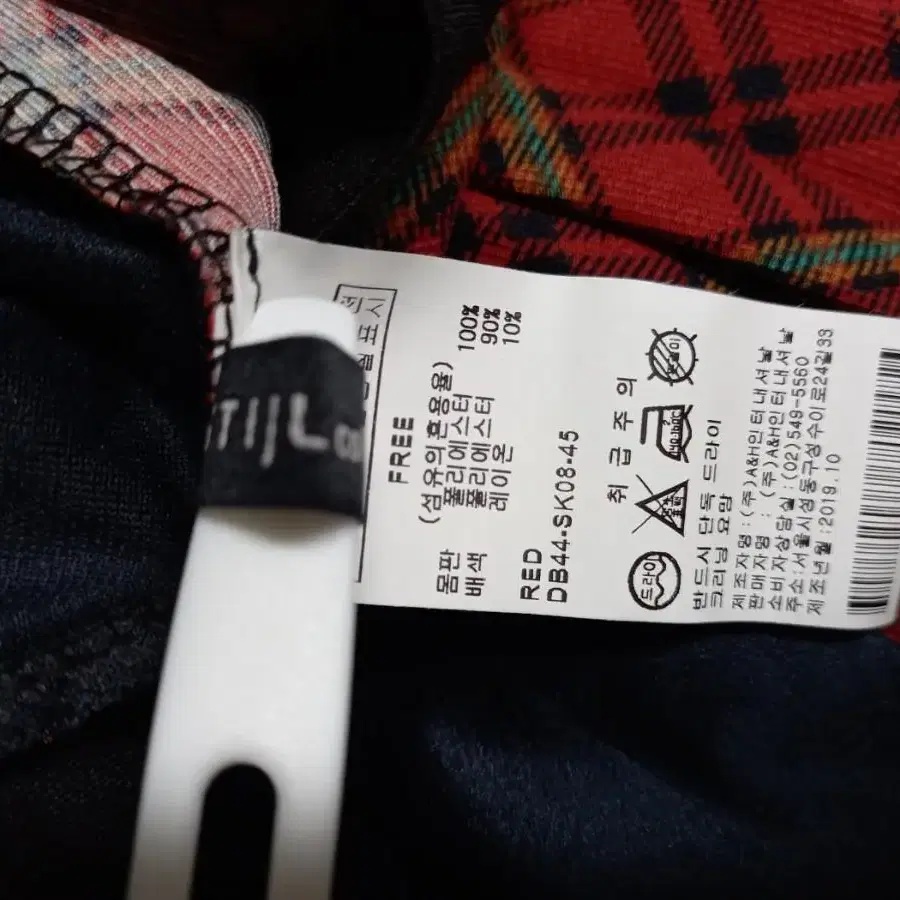 FREE
(섬유의혼용율)
몸판 폴리에스터 100%
배색 폴리에스터 90%
레이온 10%
RED
DB44-SK08-45
취 급 주 의
드라이
반드시 단독 드라이
크리닝 요망
제조자명 : (주)A&H인터내셔날
판매자명 : (주)A&H인터내셔날
소비자상담실 : (02)549-5560
주소:서울시성동구성수이로24길33
제조년월 : 2019.10